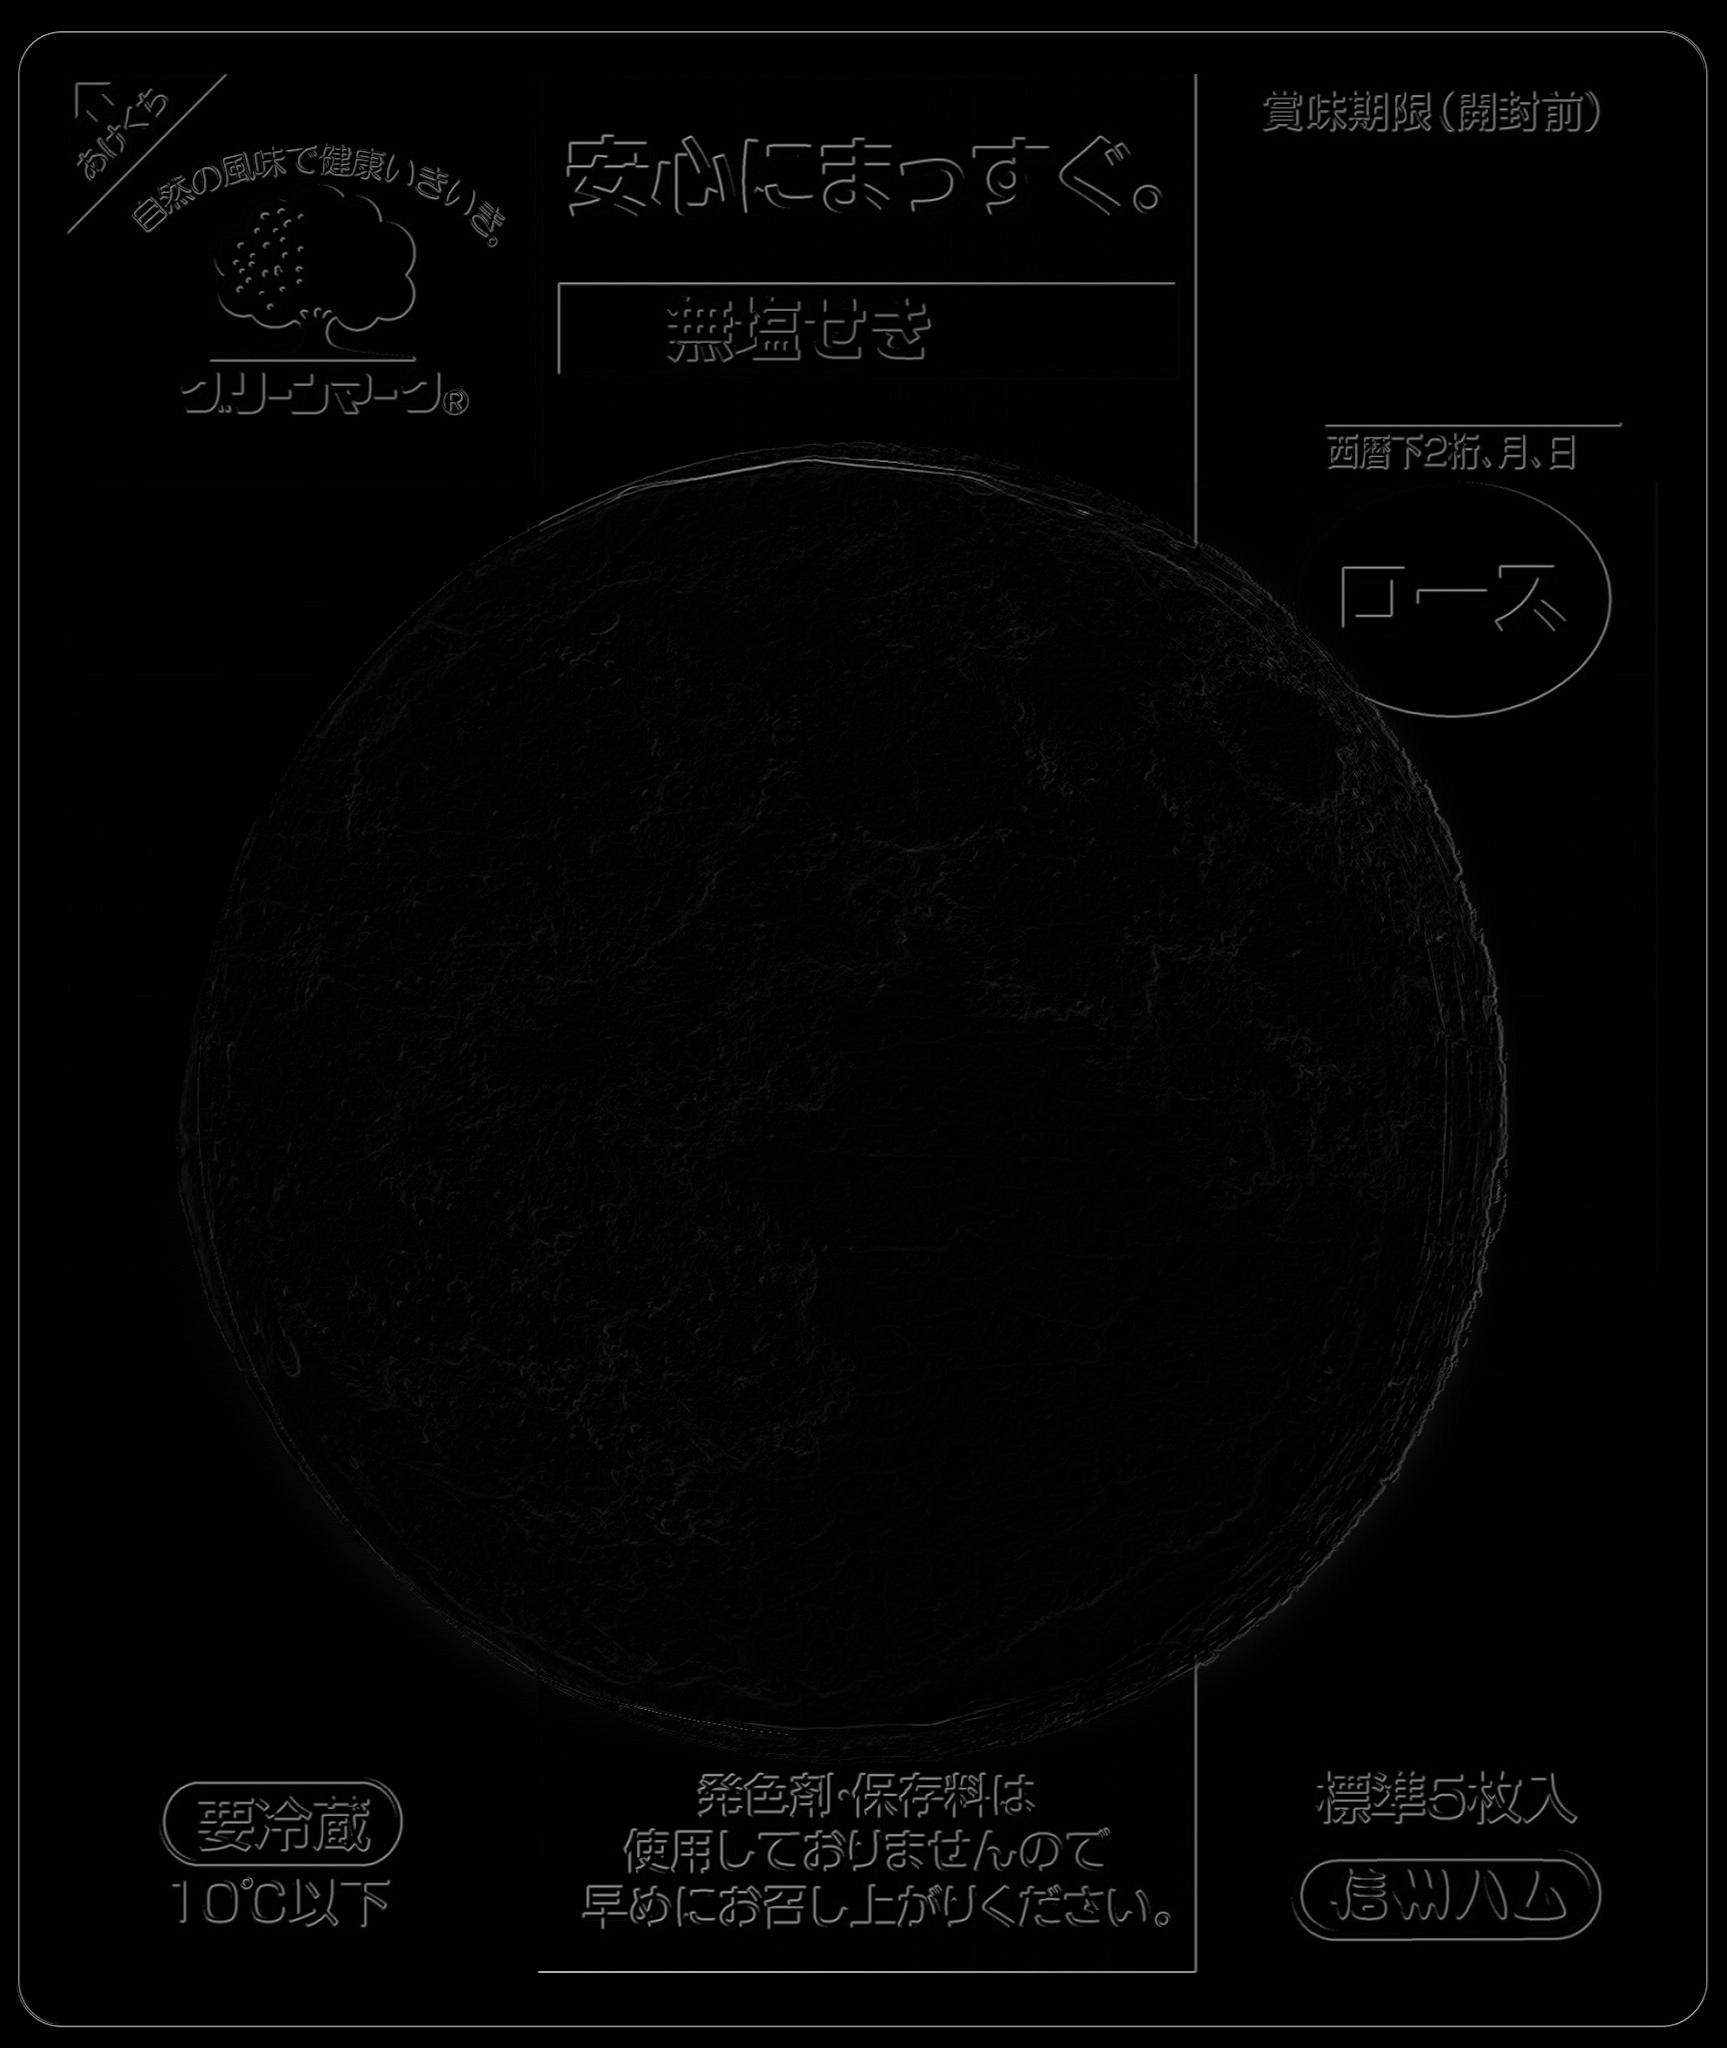 あけぐち
自然の風味で健康いきいき。
グリーンマーク®
安心にまっすぐ。
無塩せき
賞味期限(開封前)
西暦下2桁、月、日
ロース
要冷蔵
10℃以下
発色剤・保存料は
使用しておりませんので
早めにお召し上がりください。
標準5枚入
信州ハム